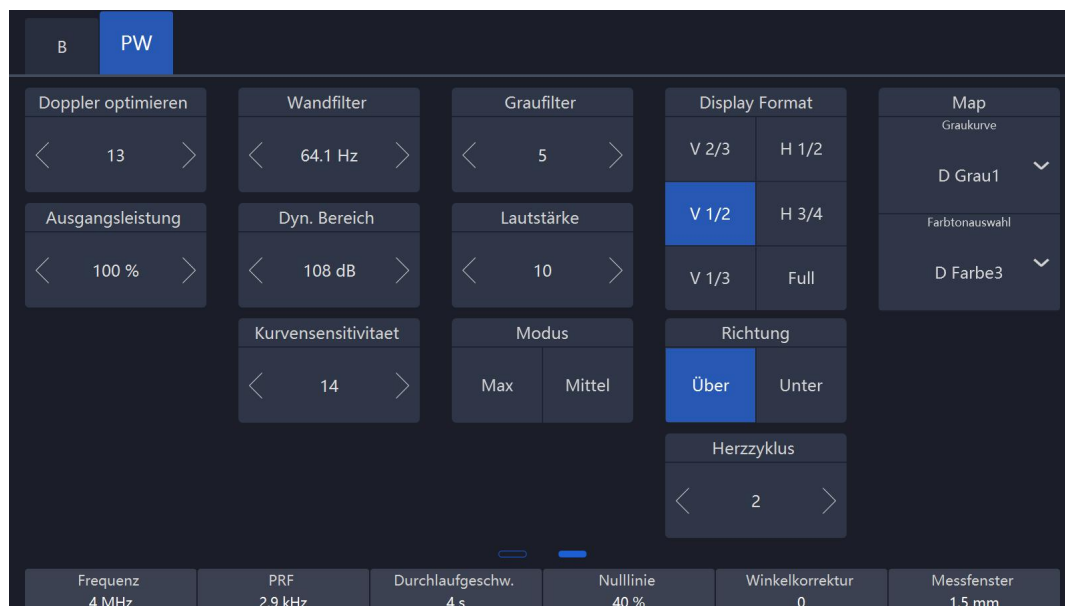 B
PW
Doppler optimieren
13
Wandfilter
64.1 Hz
Graufilter
5
Display Format
V 2/3
H 1/2
V 1/2
H 3/4
V 1/3
Full
Map
Graukurve
D Grau1
Farbtonauswahl
D Farbe3
Ausgangsleistung
100 %
Dyn. Bereich
108 dB
Lautstärke
10
Kurvensensitivitaet
14
Modus
Max
Mittel
Richtung
Über
Unter
Herzzyklus
2
Frequenz
4 MHz
PRF
2.9 kHz
Durchlaufgeschw.
4 s
Nulllinie
40 %
Winkelkorrektur
0
Messfenster
1.5 mm